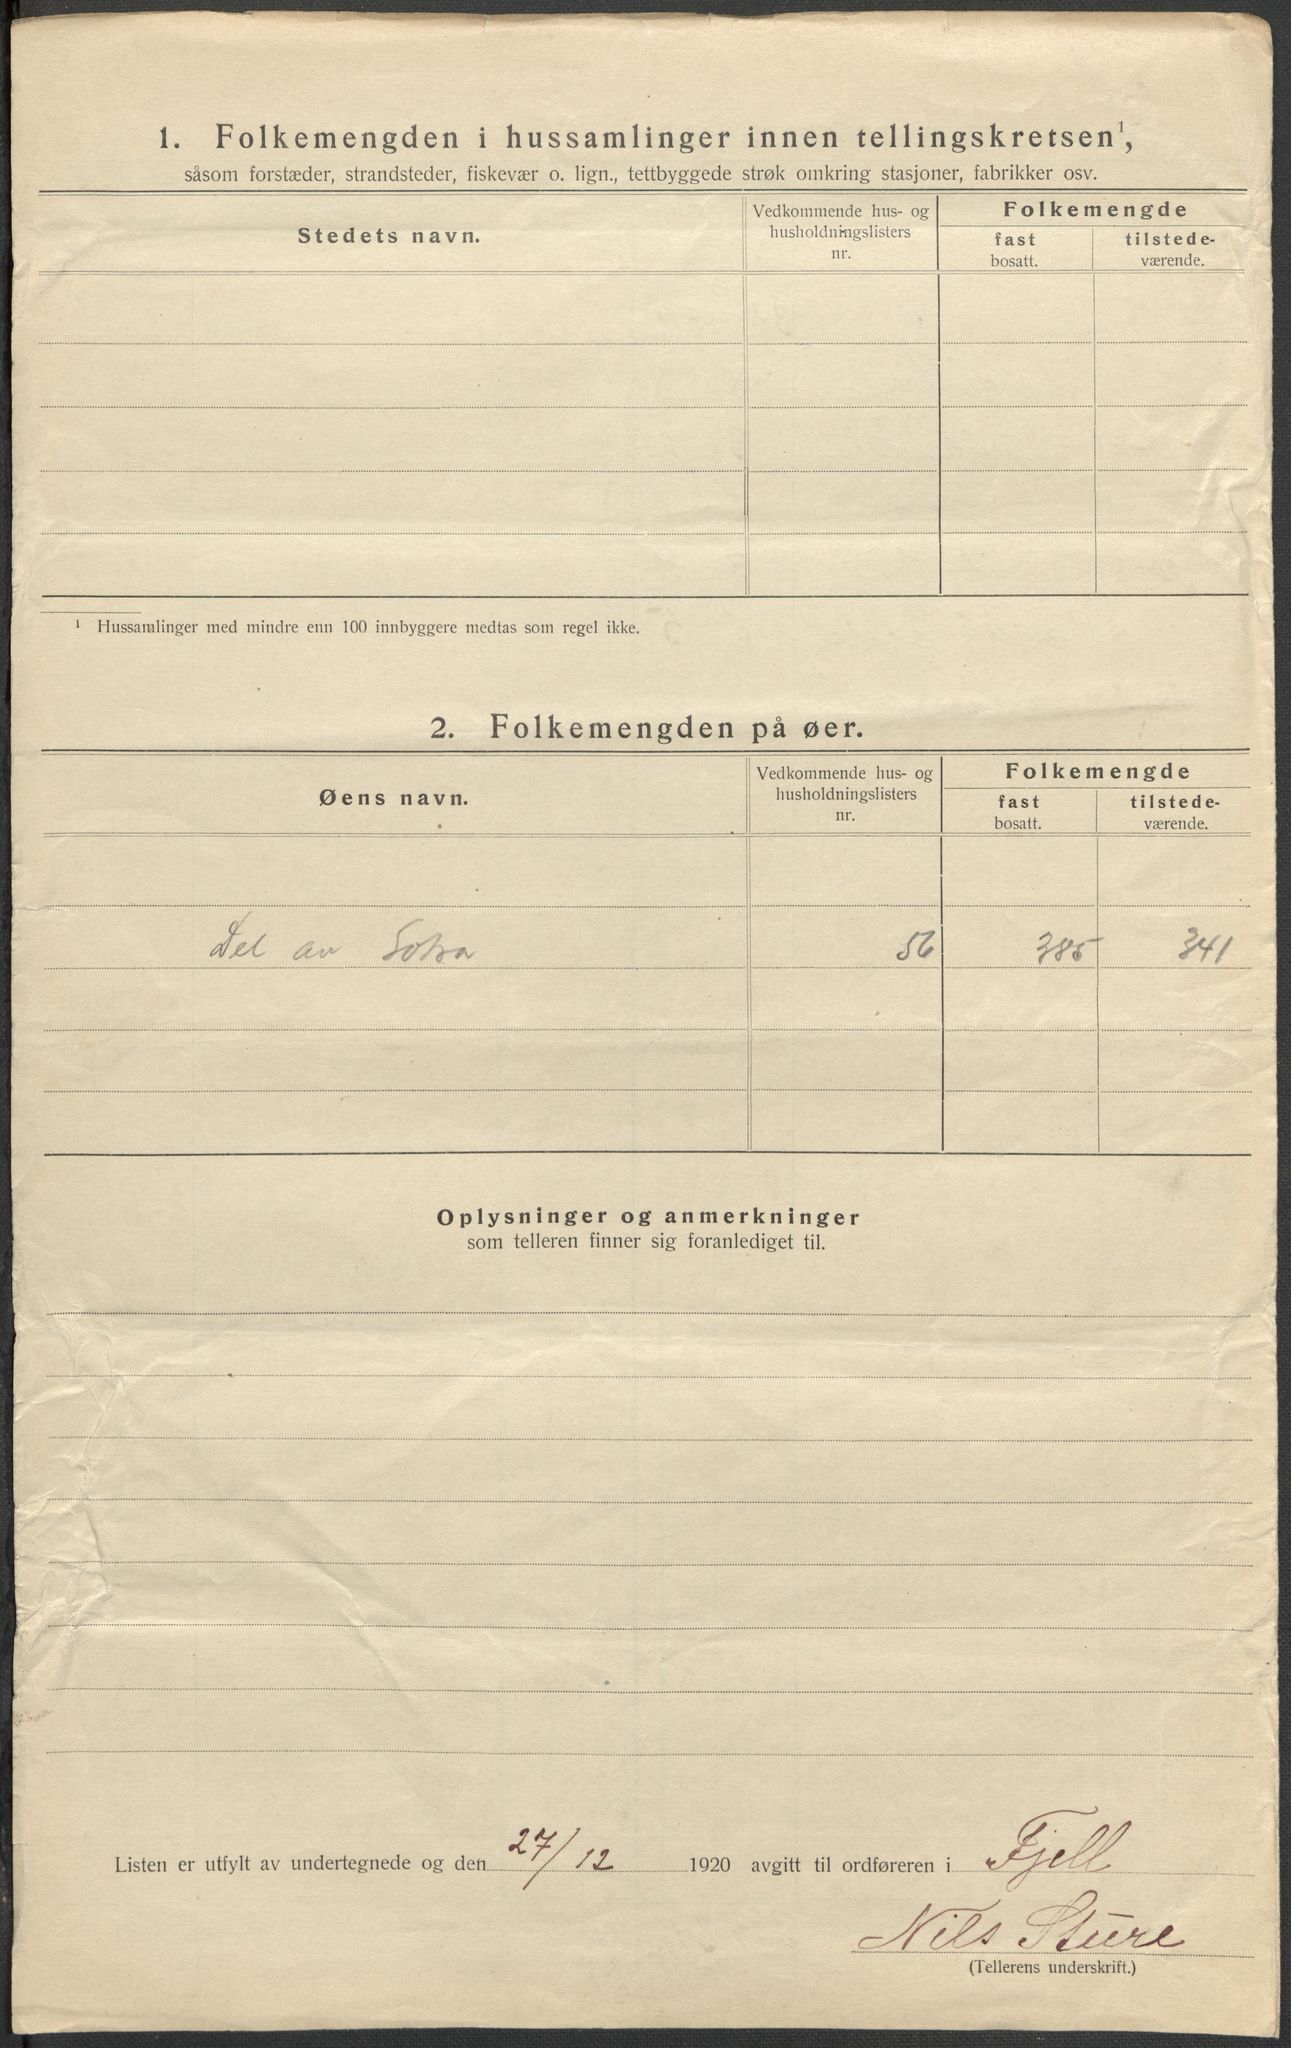 1. Folkemengden i hussamlinger innen tellingskretsen¹,
såsom forstæder, strandsteder, fiskevær o. lign., tettbyggede strøk omkring stasjoner, fabrikker osv.
Stedets navn.
Vedkommende hus- og
husholdningslisters
nr.
Folkemengde
fast
bosatt.
tilstede-
værende.
¹ Hussamlinger med mindre enn 100 innbyggere medtas som regel ikke.
2. Folkemengden på øer.
Øens navn.
Vedkommende hus- og
husholdningslisters
nr.
Folkemengde
fast
bosatt.
tilstede-
værende.
Del av Sotra 56 385 341
Oplysninger og anmerkninger
som telleren finner sig foranlediget til.
Listen er utfylt av undertegnede og den 27/12 1920 avgitt til ordføreren i Fjell
Nils Sture
(Tellerens underskrift.)